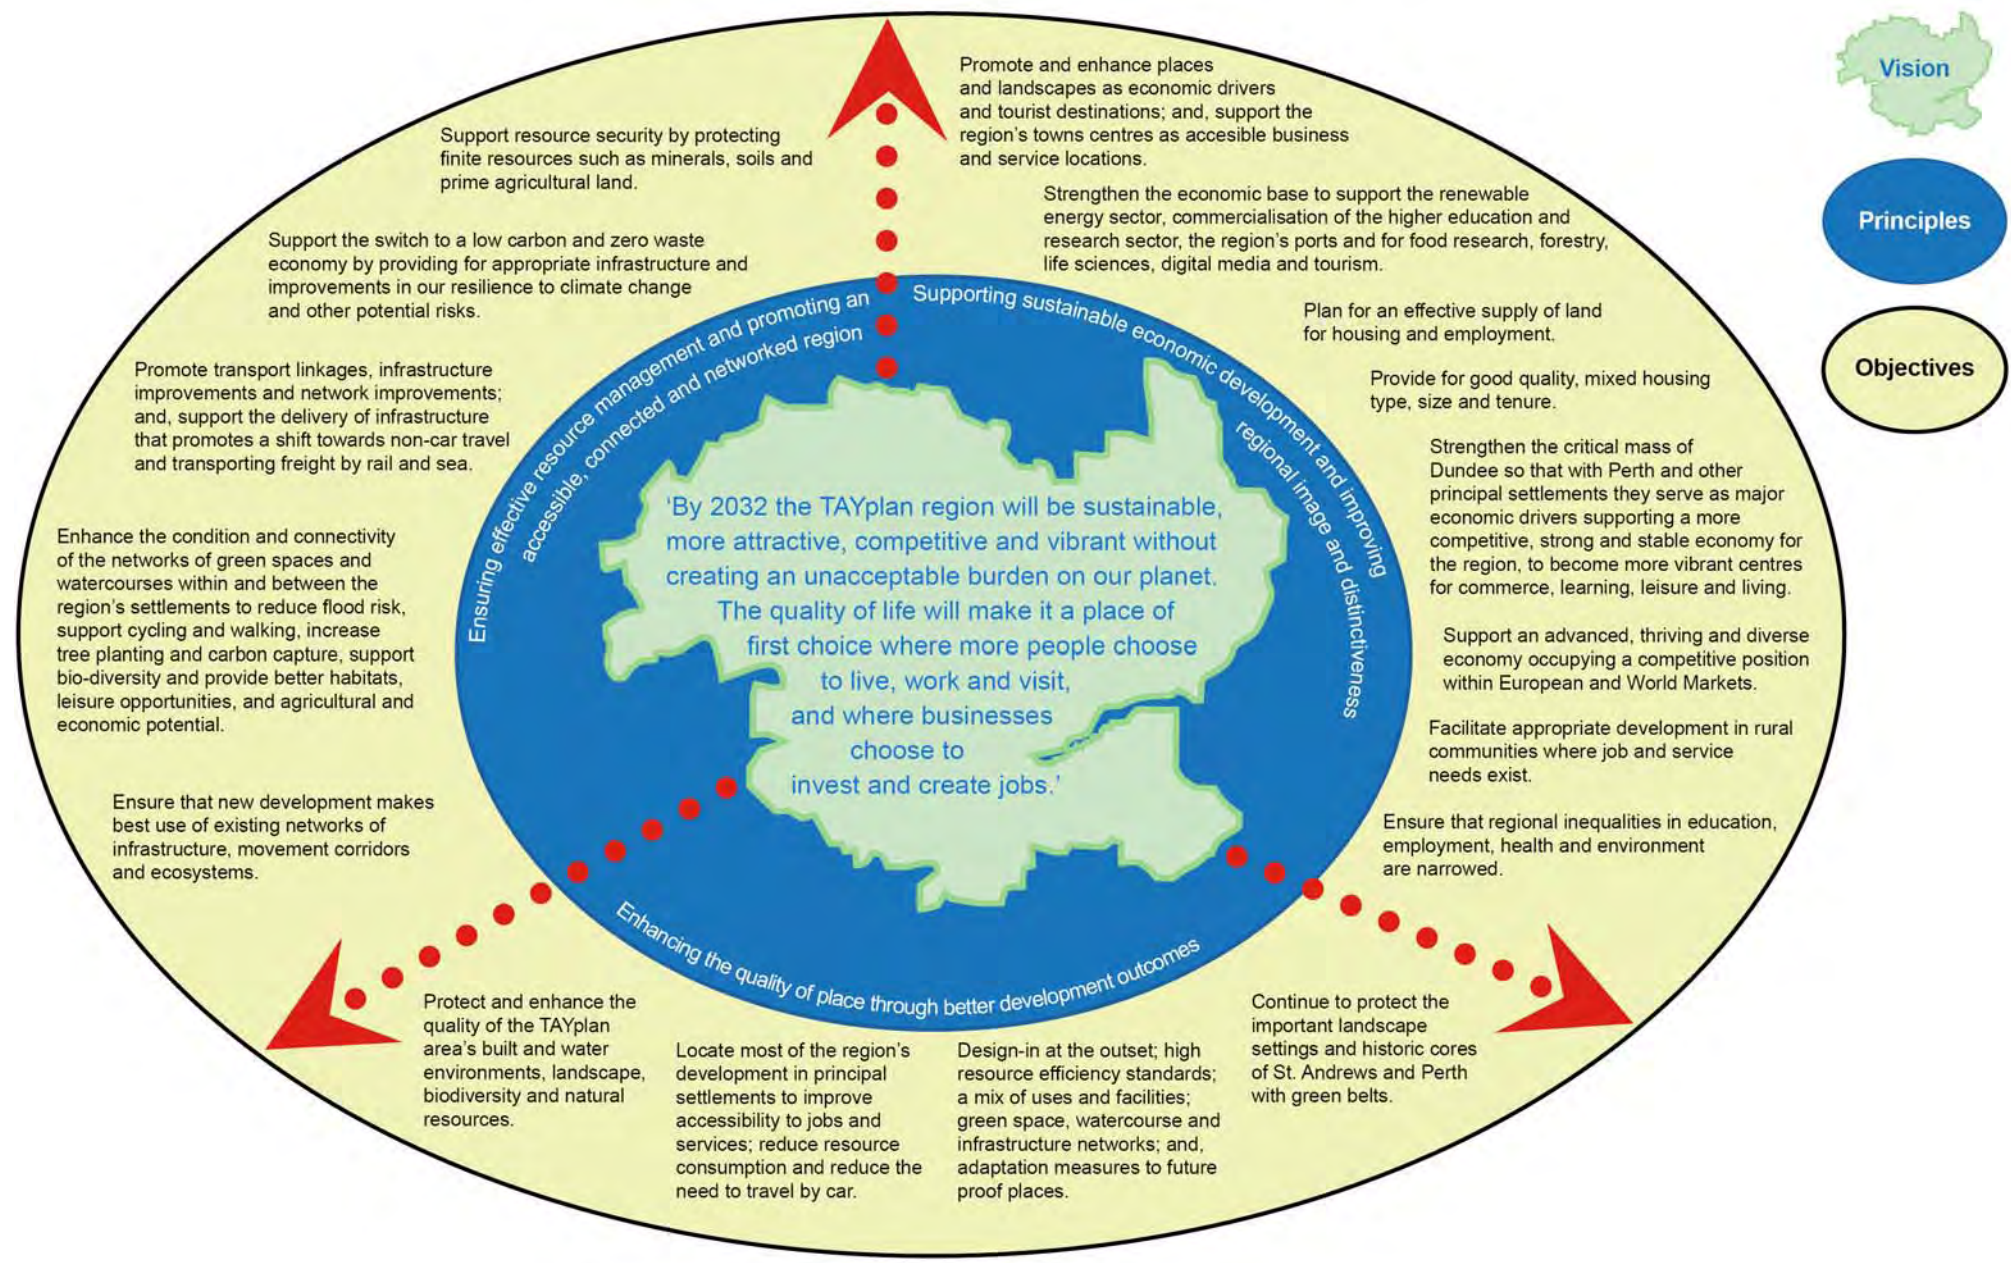 Support resource security by protecting
finite resources such as minerals, soils and
prime agricultural land.
Support the switch to a low carbon and zero waste
economy by providing for appropriate infrastructure and
improvements in our resilience to climate change
and other potential risks.
Promote transport linkages, infrastructure
improvements and network improvements;
and, support the delivery of infrastructure
that promotes a shift towards non-car travel
and transporting freight by rail and sea.
Enhance the condition and connectivity
of the networks of green spaces and
watercourses within and between the
region's settlements to reduce flood risk,
support cycling and walking, increase
tree planting and carbon capture, support
bio-diversity and provide better habitats,
leisure opportunities, and agricultural and
economic potential.
Ensure that new development makes
best use of existing networks of
infrastructure, movement corridors
and ecosystems.
Promote and enhance places
and landscapes as economic drivers
and tourist destinations; and, support the
region's towns centres as accesible business
and service locations.
Strengthen the economic base to support the renewable
energy sector, commercialisation of the higher education and
research sector, the region's ports and for food research, forestry,
life sciences, digital media and tourism.
Plan for an effective supply of land
for housing and employment.
Provide for good quality, mixed housing
type, size and tenure.
Strengthen the critical mass of
Dundee so that with Perth and other
principal settlements they serve as major
economic drivers supporting a more
competitive, strong and stable economy for
the region, to become more vibrant centres
for commerce, learning, leisure and living.
Support an advanced, thriving and diverse
economy occupying a competitive position
within European and World Markets.
Facilitate appropriate development in rural
communities where job and service
needs exist.
Ensure that regional inequalities in education,
employment, health and environment
are narrowed.
Ensuring effective resource management and promoting an
accessible, connected and networked region
Supporting sustainable economic development and improving
regional image and distinctiveness
Enhancing the quality of place through better development outcomes
'By 2032 the TAYplan region will be sustainable,
more attractive, competitive and vibrant without
creating an unacceptable burden on our planet.
The quality of life will make it a place of
first choice where more people choose
to live, work and visit,
and where businesses
choose to
invest and create jobs.'
Protect and enhance the
quality of the TAYplan
area's built and water
environments, landscape,
biodiversity and natural
resources.
Locate most of the region's
development in principal
settlements to improve
accessibility to jobs and
services; reduce resource
consumption and reduce the
need to travel by car.
Design-in at the outset; high
resource efficiency standards;
a mix of uses and facilities;
green space, watercourse and
infrastructure networks; and,
adaptation measures to future
proof places.
Continue to protect the
important landscape
settings and historic cores
of St. Andrews and Perth
with green belts.
Vision
Principles
Objectives